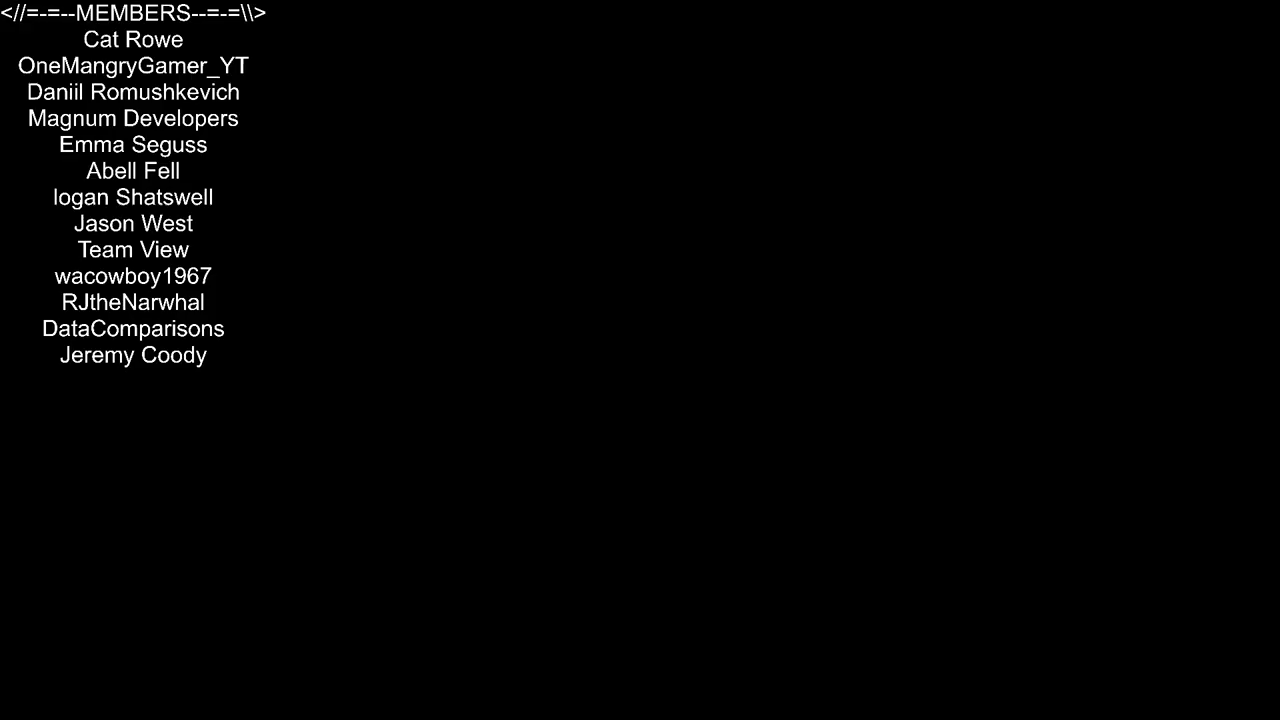 <//=-=--MEMBERS--=-=\\>
Cat Rowe
OneMangryGamer_YT
Daniil Romushkevich
Magnum Developers
Emma Seguss
Abell Fell
logan Shatswell
Jason West
Team View
wacowboy1967
RJtheNarwhal
DataComparisons
Jeremy Coody